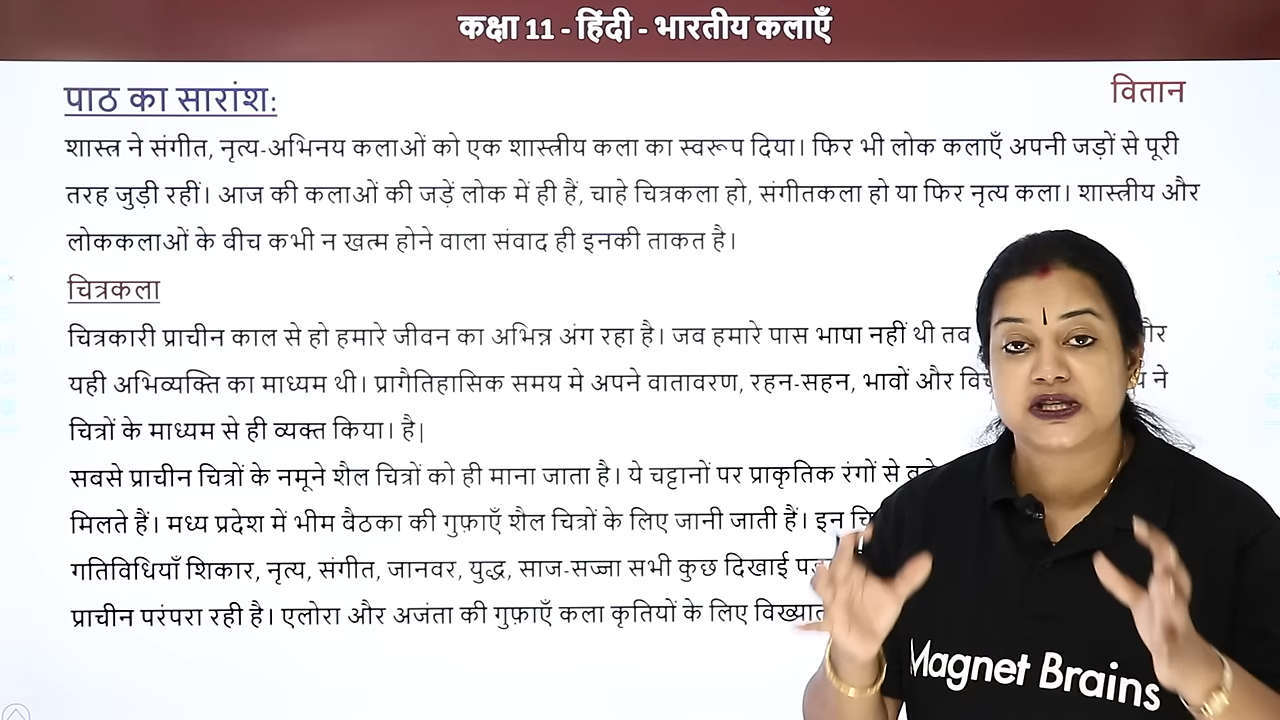 कक्षा 11 - हिंदी - भारतीय कलाएँ
पाठ का सारांश:
वितान
शास्त्र ने संगीत, नृत्य-अभिनय कलाओं को एक शास्त्रीय कला का स्वरूप दिया। फिर भी लोक कलाएँ अपनी जड़ों से पूरी
तरह जुड़ी रहीं। आज की कलाओं की जड़ें लोक में ही हैं, चाहे चित्रकला हो, संगीतकला हो या फिर नृत्य कला। शास्त्रीय और
लोककलाओं के बीच कभी न खत्म होने वाला संवाद ही इनकी ताकत है।
चित्रकला
चित्रकारी प्राचीन काल से हो हमारे जीवन का अभिन्न अंग रहा है। जब हमारे पास भाषा नहीं थी तब
यही अभिव्यक्ति का माध्यम थी। प्रागैतिहासिक समय मे अपने वातावरण, रहन-सहन, भावों और ने
चित्रों के माध्यम से ही व्यक्त किया। है|
सबसे प्राचीन चित्रों के नमूने शैल चित्रों को ही माना जाता है। ये चट्टानों पर प्राकृतिक रंगों से
मिलते हैं। मध्य प्रदेश में भीम बैठका की गुफ़ाएँ शैल चित्रों के लिए जानी जाती हैं। इन
गतिविधियाँ शिकार, नृत्य, संगीत, जानवर, युद्ध, साज-सज्जा सभी कुछ दिखाई
प्राचीन परंपरा रही है। एलोरा और अजंता की गुफ़ाएँ कला कृतियों के लिए विख्यात
Magnet Brains